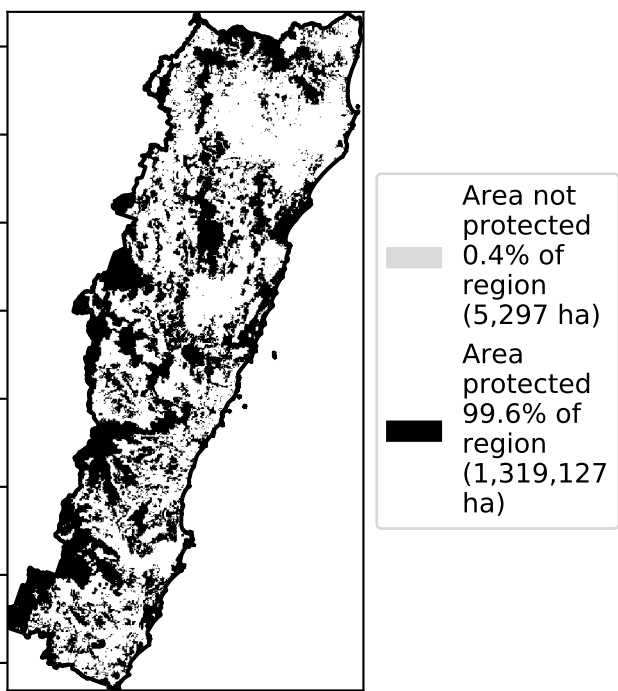 Area not
protected
0.4% of
region
(5,297 ha)
Area
protected
99.6% of
region
(1,319,127
ha)